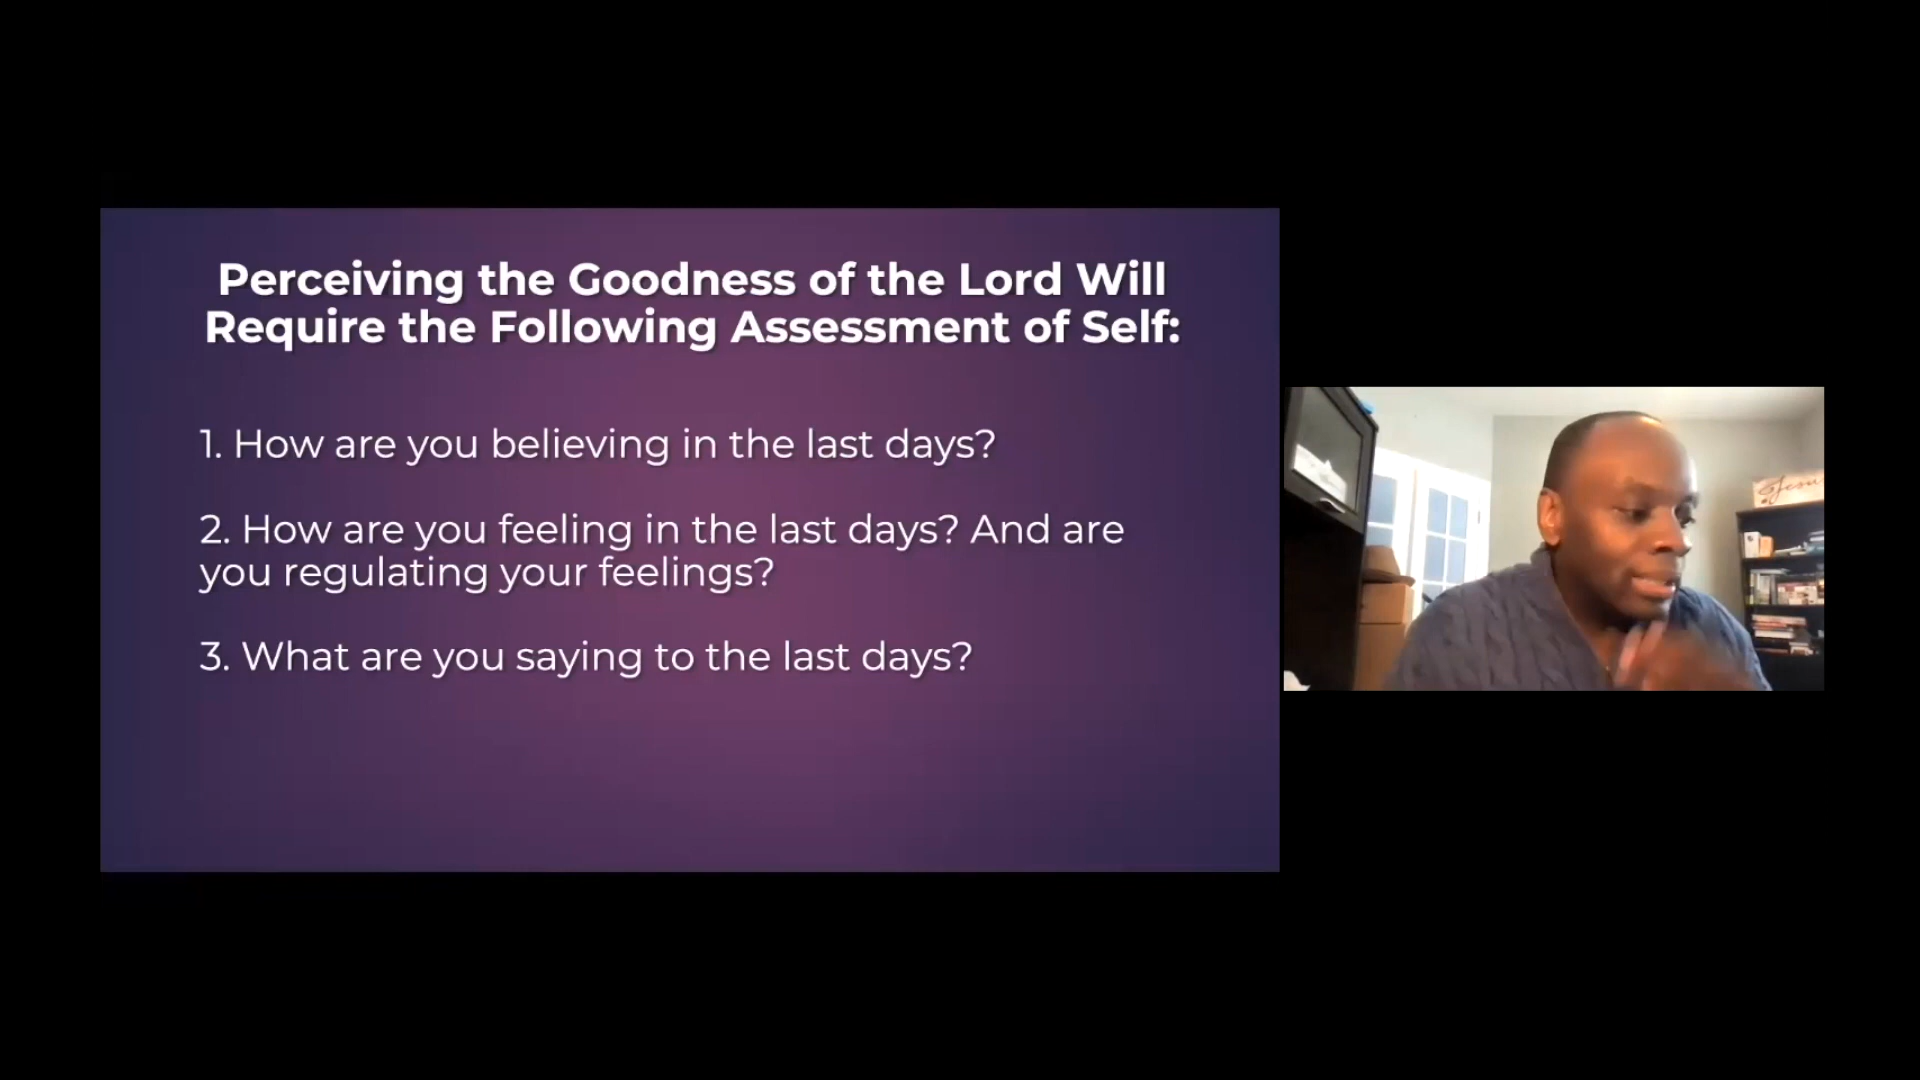 Perceiving the Goodness of the Lord Will
Require the Following Assessment of Self:
1. How are you believing in the last days?
2. How are you feeling in the last days? And are
you regulating your feelings?
3. What are you saying to the last days?
Jesus